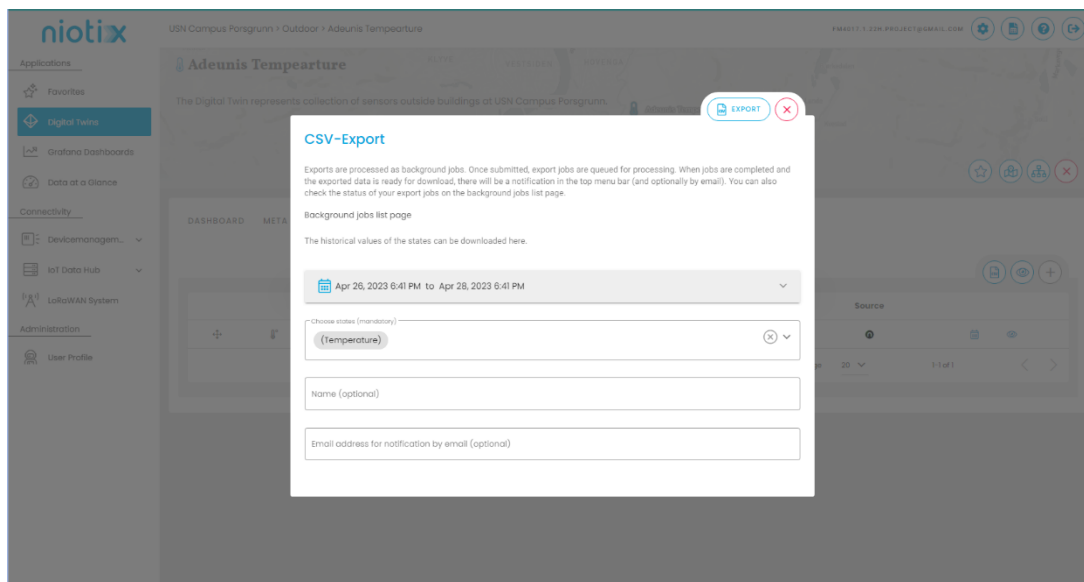 niotix
USN Campus Porsgrunn > Outdoor > Adeunis Tempearture
Applications
Favorites
Digital Twins
Grafana Dashboards
Data at a Glance
Connectivity
Devicemanagem...
IoT Data Hub
LoRaWAN System
Administration
User Profile
Adeunis Tempearture
The Digital Twin represents collection of sensors outside buildings at USN Campus Porsgrunn.
EXPORT
CSV-Export
Exports are processed as background jobs. Once submitted, export jobs are queued for processing. When jobs are completed and
the exported data is ready for download, there will be a notification in the top menu bar (and optionally by email). You can also
check the status of your export jobs on the background jobs list page.
Background jobs list page
The historical values of the states can be downloaded here.
DASHBOARD META
Apr 26, 2023 6:41 PM to Apr 28, 2023 6:41 PM
Choose states (mandatory)
(Temperature)
Name (optional)
Email address for notification by email (optional)
Source
20
1-1 of 1